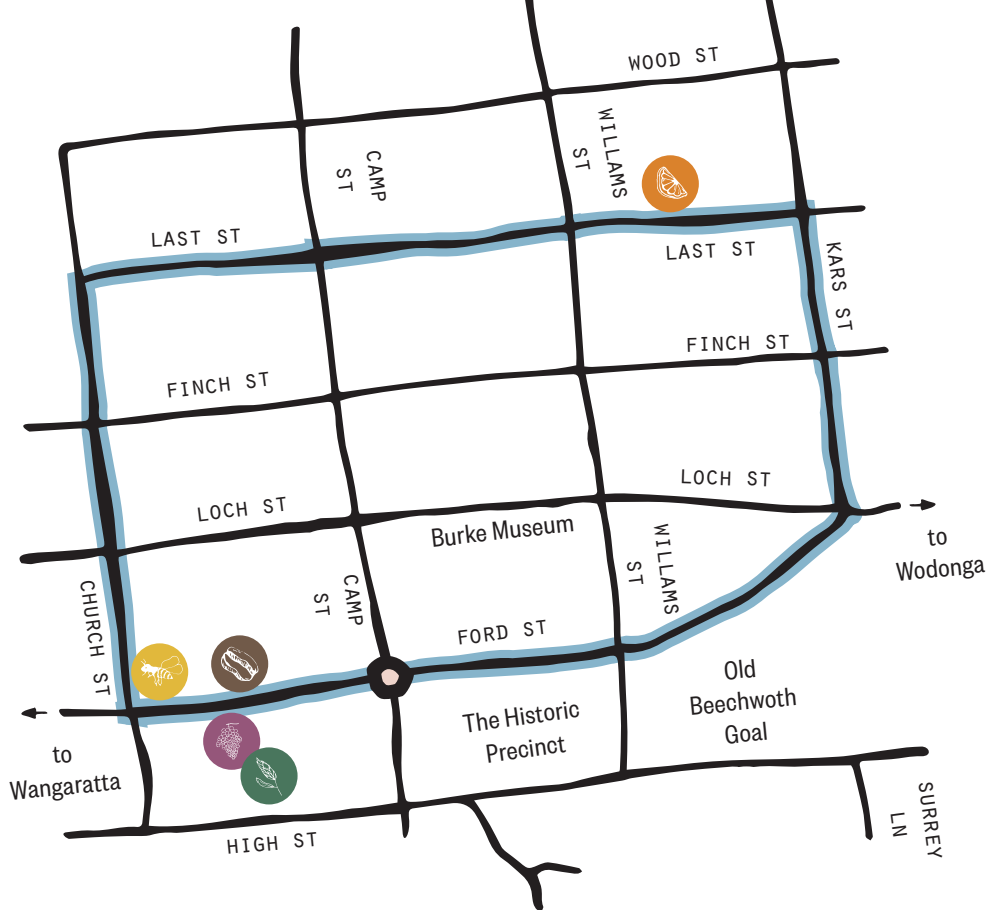 WOOD ST
WILLAMS
ST
CAMP
ST
LAST ST
LAST ST
KARS ST
FINCH ST
FINCH ST
LOCH ST
LOCH ST
Burke Museum
to
Wodonga
WILLAMS
ST
CAMP
ST
CHURCH ST
FORD ST
Old
Beechwoth
Goal
The Historic
Precinct
to
Wangaratta
HIGH ST
SURREY
LN